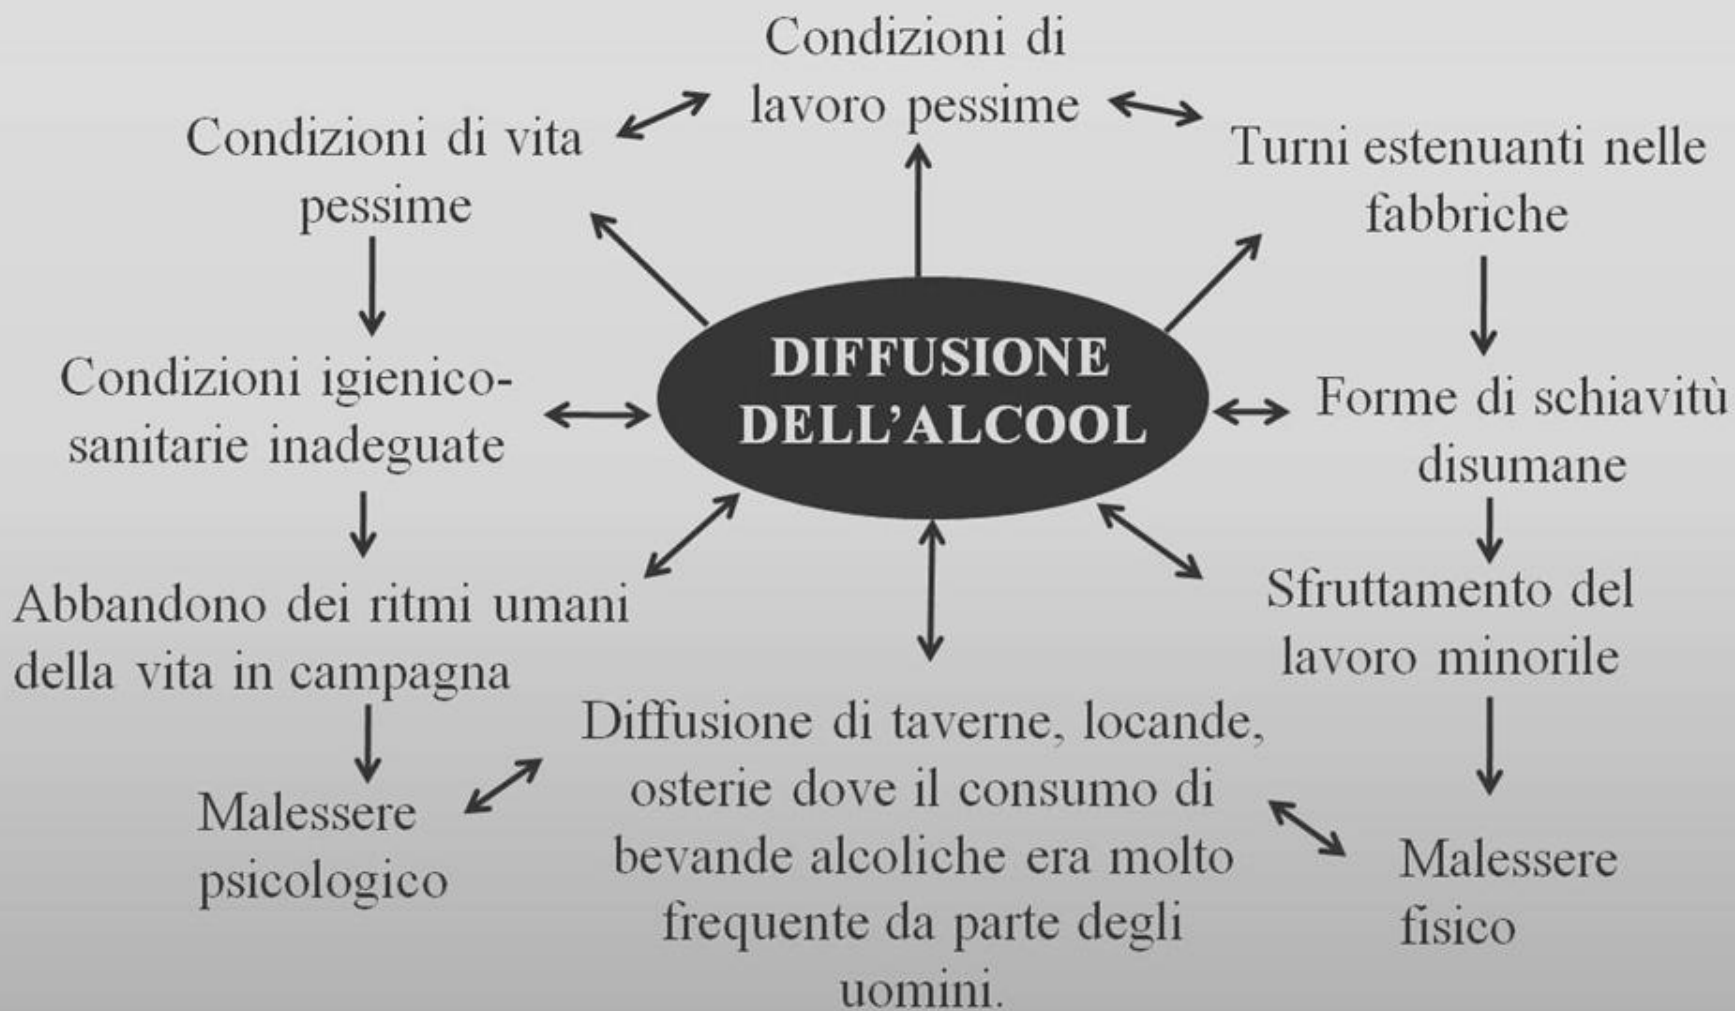 Condizioni di
lavoro pessime
Condizioni di vita
pessime
Turni estenuanti nelle
fabbriche
DIFFUSIONE
DELL’ALCOOL
Condizioni igienico-
sanitarie inadeguate
Forme di schiavitù
disumane
Abbandono dei ritmi umani
della vita in campagna
Sfruttamento del
lavoro minorile
Diffusione di taverne, locande,
osterie dove il consumo di
bevande alcoliche era molto
frequente da parte degli
uomini.
Malessere
psicologico
Malessere
fisico